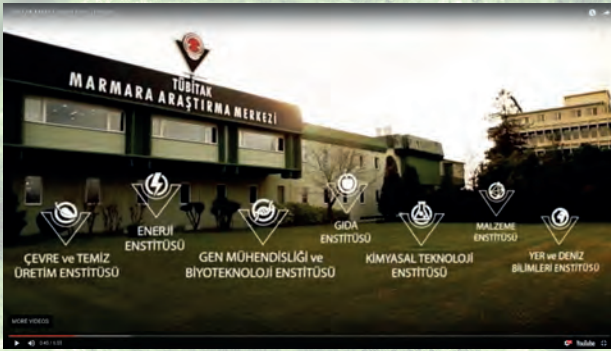 TÜBİTAK
MARMARA ARAŞTIRMA MERKEZİ
ÇEVRE ve TEMİZ
ÜRETİM ENSTİTÜSÜ
ENERJİ
ENSTİTÜSÜ
GEN MÜHENDİSLİĞİ ve
BİYOTEKNOLOJİ ENSTİTÜSÜ
GIDA
ENSTİTÜSÜ
KİMYASAL TEKNOLOJİ
ENSTİTÜSÜ
MALZEME
ENSTİTÜSÜ
YER ve DENİZ
BİLİMLERİ ENSTİTÜSÜ
MORE VIDEOS
YouTube